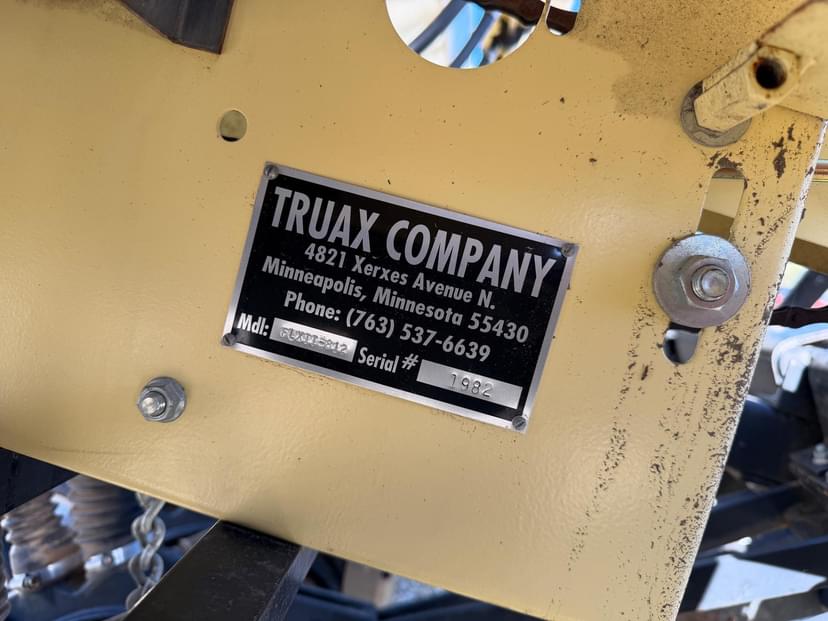 TRUAX COMPANY
4821 Xerxes Avenue N.
Minneapolis, Minnesota 55430
Phone: (763) 537-6639
Mdl: Serial # 1982